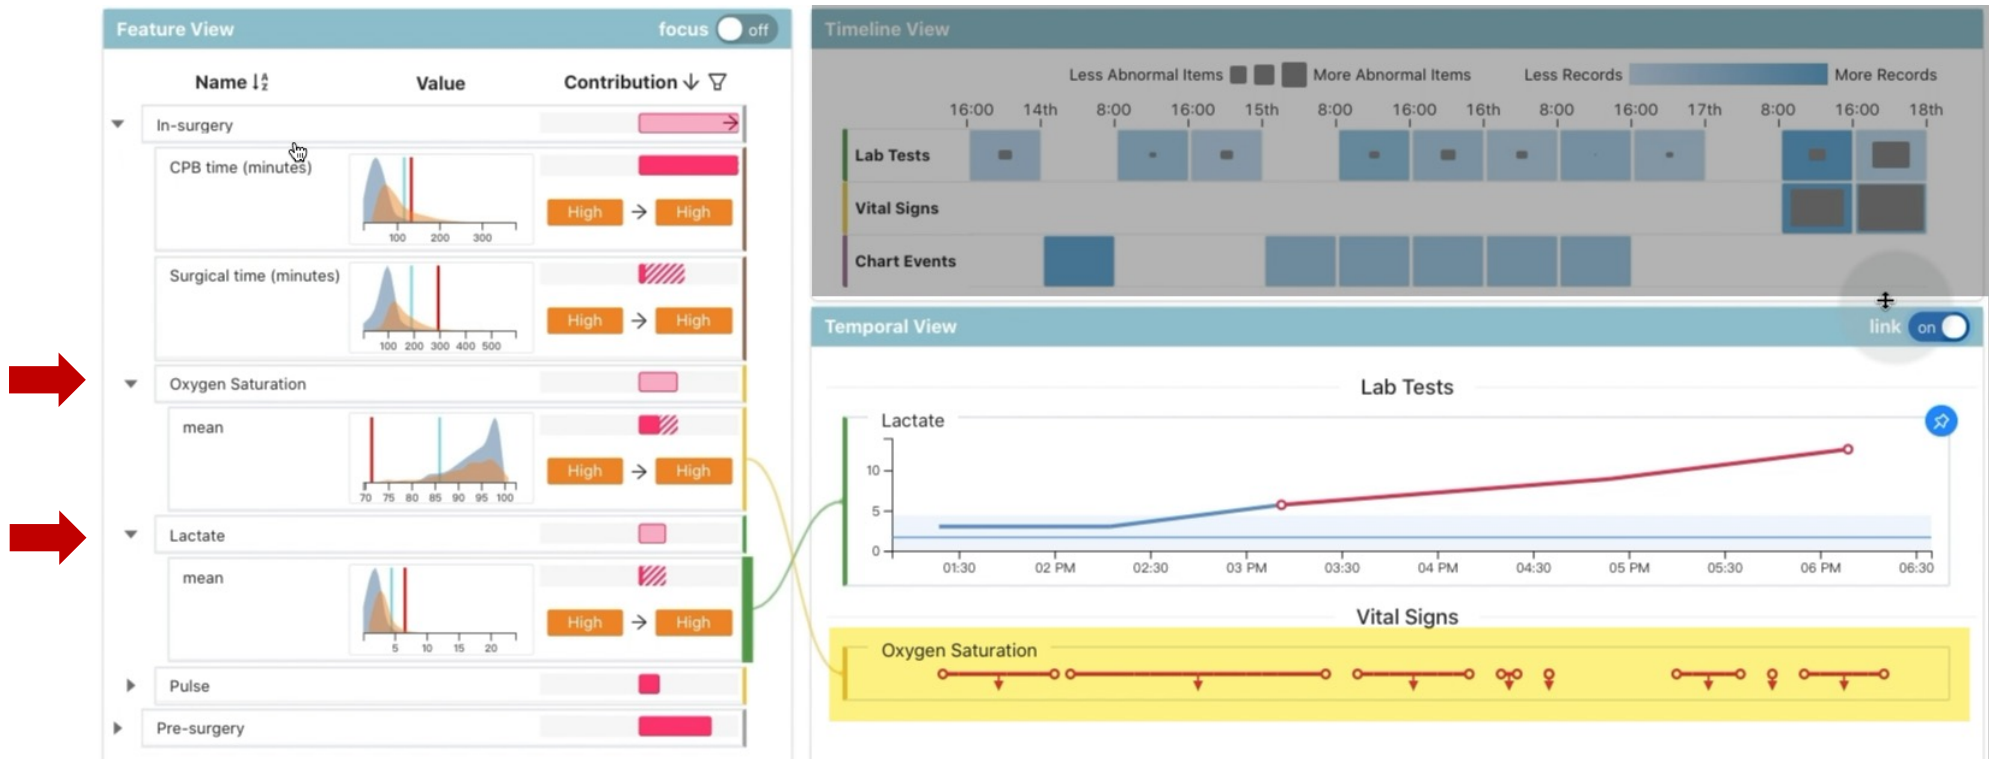 Feature View
focus off
Name Value Contribution
In-surgery
CPB time (minutes)
High → High
100 200 300
Surgical time (minutes)
High → High
100 200 300 400 500
Oxygen Saturation
mean
High → High
70 75 80 85 90 95 100
Lactate
mean
High → High
5 10 15 20
Pulse
Pre-surgery
Timeline View
Less Abnormal Items More Abnormal Items Less Records More Records
16:00 14th 8:00 16:00 15th 8:00 16:00 16th 8:00 16:00 17th 8:00 16:00 18th
Lab Tests
Vital Signs
Chart Events
Temporal View
link on
Lab Tests
Lactate
10
5
0
01:30 02 PM 02:30 03 PM 03:30 04 PM 04:30 05 PM 05:30 06 PM 06:30
Vital Signs
Oxygen Saturation